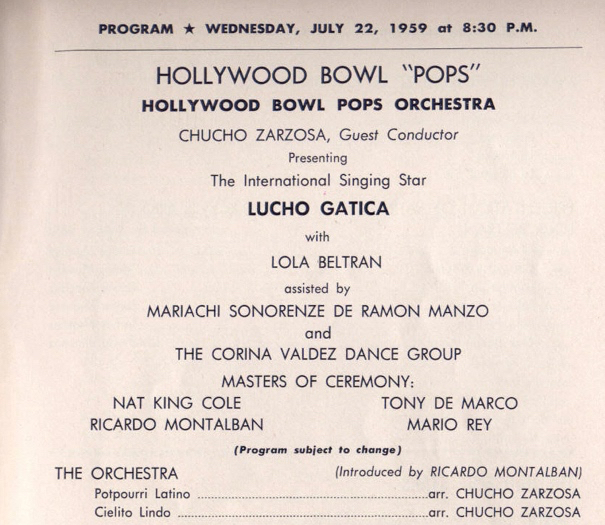 PROGRAM ★ WEDNESDAY, JULY 22, 1959 at 8:30 P.M.
HOLLYWOOD BOWL "POPS"
HOLLYWOOD BOWL POPS ORCHESTRA
CHUCHO ZARZOSA, Guest Conductor
Presenting
The International Singing Star
LUCHO GATICA
with
LOLA BELTRAN
assisted by
MARIACHI SONORENZE DE RAMON MANZO
and
THE CORINA VALDEZ DANCE GROUP
MASTERS OF CEREMONY:
NAT KING COLE TONY DE MARCO
RICARDO MONTALBAN MARIO REY
(Program subject to change)
THE ORCHESTRA (Introduced by RICARDO MONTALBAN)
Potpourri Latino ........................................arr. CHUCHO ZARZOSA
Cielito Lindo ............................................arr. CHUCHO ZARZOSA